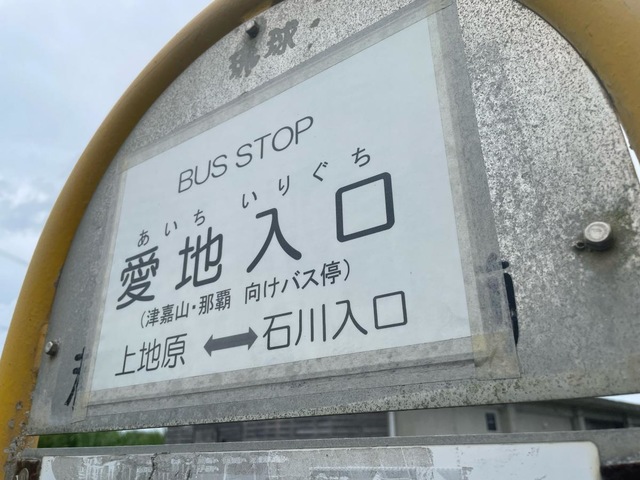 琉球
BUS STOP
あいち いりぐち
愛地入口
(津嘉山・那覇 向けバス停)
上地原 ⟷ 石川入口